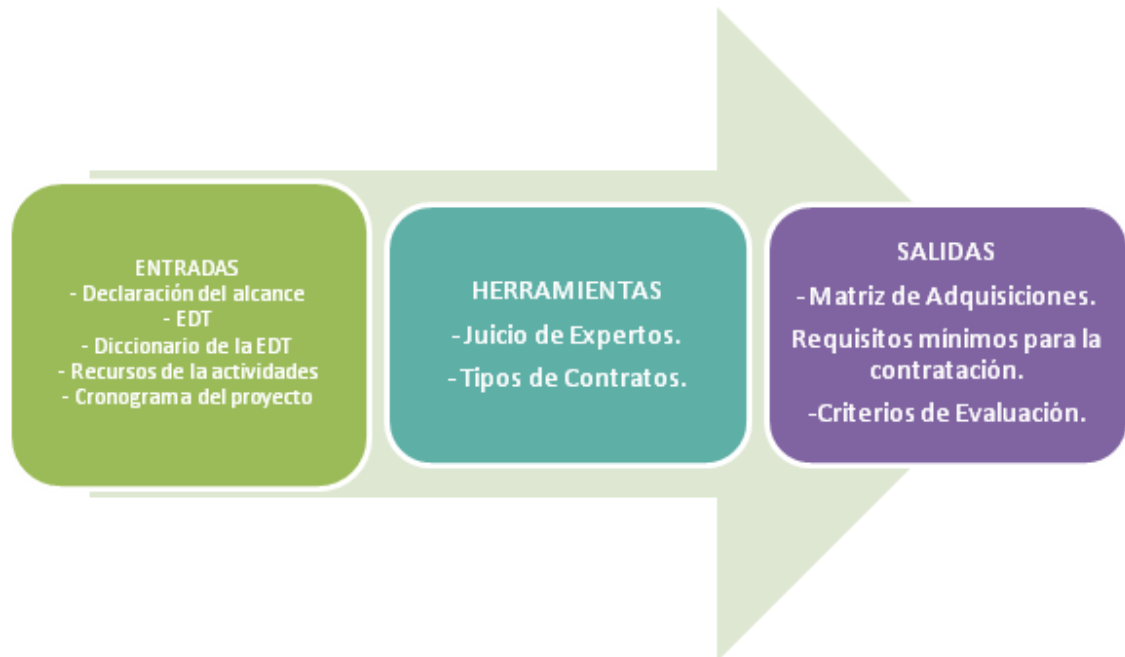 ENTRADAS
- Declaración del alcance
- EDT
- Diccionario de la EDT
- Recursos de la actividades
- Cronograma del proyecto
HERRAMIENTAS
-Juicio de Expertos.
-Tipos de Contratos.
SALIDAS
-Matriz de Adquisiciones.
Requisitos mínimos para la
contratación.
-Criterios de Evaluación.